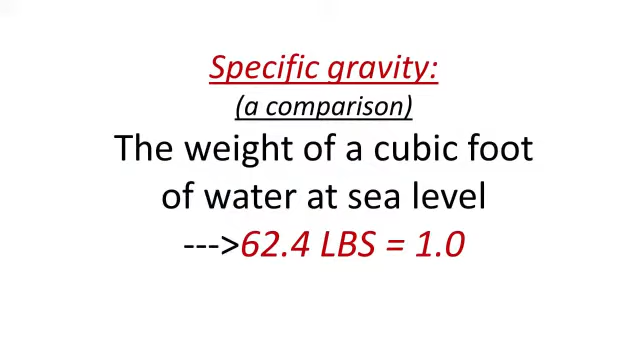 Specific gravity:
(a comparison)
The weight of a cubic foot
of water at sea level
--->62.4 LBS = 1.0